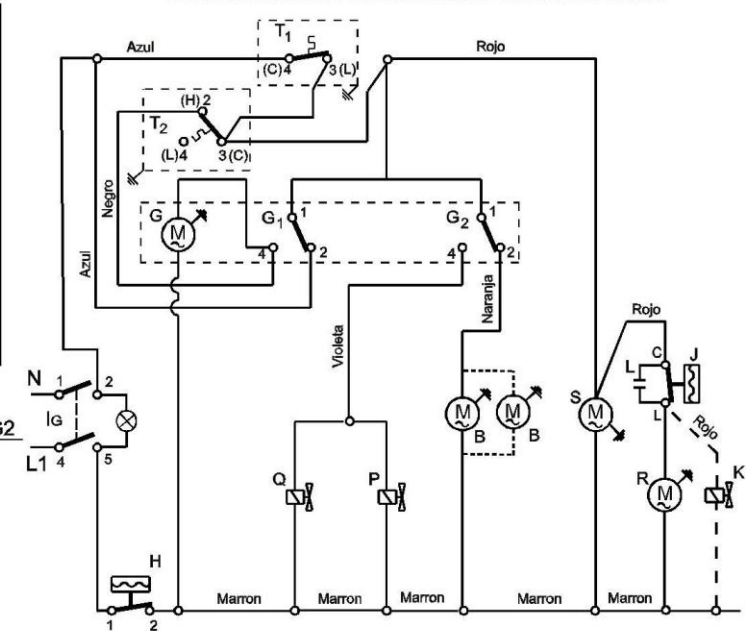 Azul
T1
Rojo
(C)4
3(L)
(H)2
T2
(L)4
3(C)
Negro
G
M
G1
1
4
2
G2
1
4
2
Azul
Violeta
Naranja
Rojo
N
1
2
IG
G2
L1
4
5
M
B
M
B
S
M
L
C
J
L
Rojo
Q
P
R
M
K
H
1
2
Marron
Marron
Marron
Marron
Marron